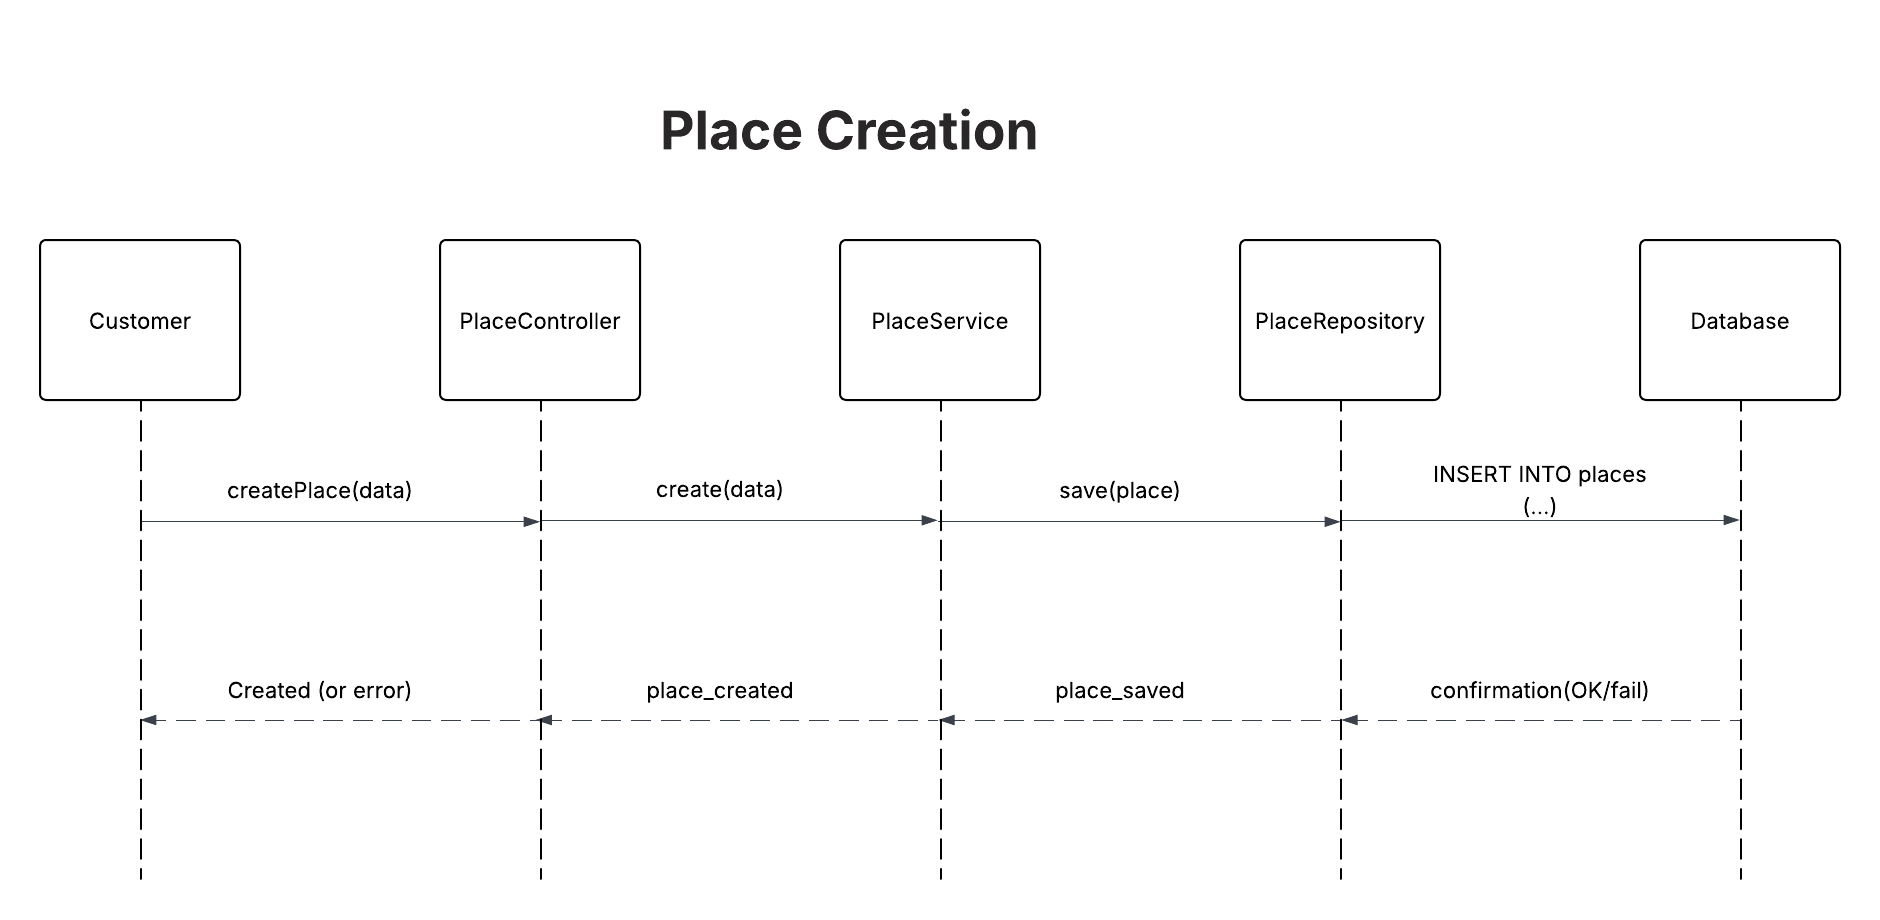 Place Creation
Customer
PlaceController
PlaceService
PlaceRepository
Database
createPlace(data)
create(data)
save(place)
INSERT INTO places
(...)
Created (or error)
place_created
place_saved
confirmation(OK/fail)